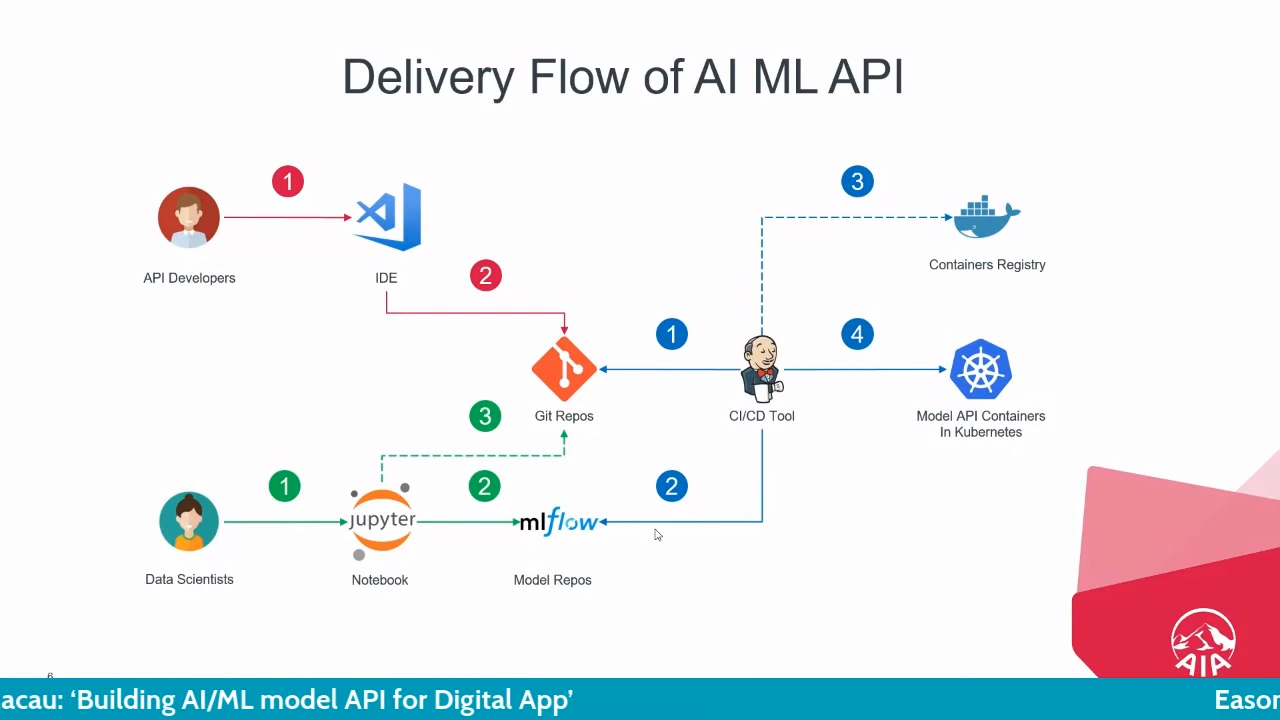 Delivery Flow of AI ML API
1
3
API Developers
IDE
Containers Registry
2
1
4
Git Repos
CI/CD Tool
Model API Containers
In Kubernetes
3
1
2
2
jupyter
mlflow
Data Scientists
Notebook
Model Repos
AIA
6
acau: ‘Building AI/ML model API for Digital App’
Eason